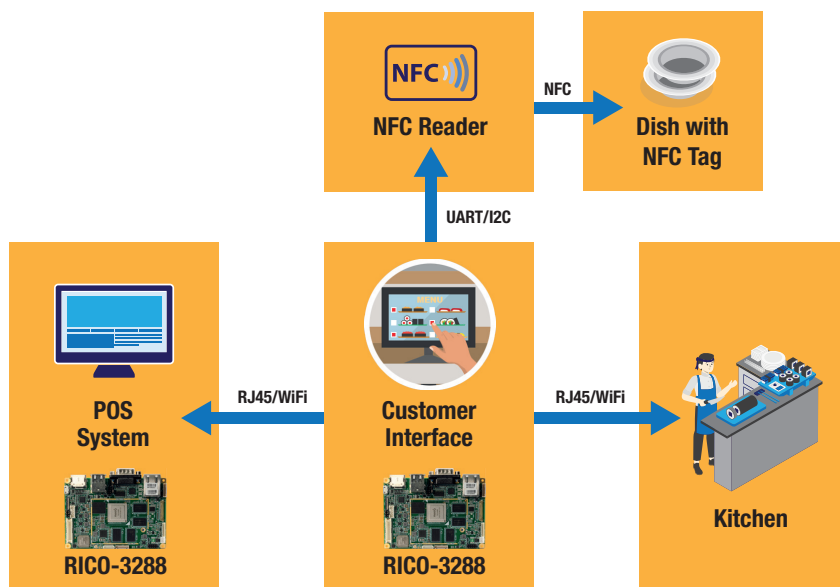 NFC
NFC Reader
NFC
Dish with
NFC Tag
UART/I2C
MENU
POS
System
RJ45/WiFi
Customer
Interface
RJ45/WiFi
Kitchen
RICO-3288
RICO-3288